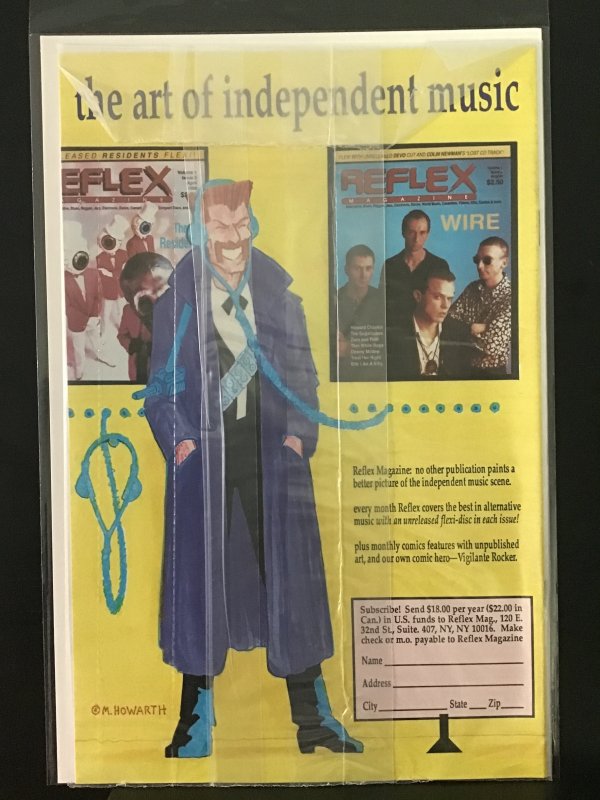 the art of independent music
EASED RESIDENTS FLEXI
REFLEX
MAGAZINE
The
Reside
PLUS WITH UNRELEASED DEVO CUT AND COLIN NEWMAN'S "LOST CD TRACK"
REFLEX
MAGAZINE
$2.50
WIRE
Reflex Magazine: no other publication paints a
better picture of the independent music scene.
every month Reflex covers the best in alternative
music with an unreleased flexi-disc in each issue!
plus monthly comics features with unpublished
art, and our own comic hero—Vigilante Rocker.
Subscribe! Send $18.00 per year ($22.00 in
Can.) in U.S. funds to Reflex Mag., 120 E.
32nd St., Suite. 407, NY, NY 10016. Make
check or m.o. payable to Reflex Magazine
Name
Address
City State Zip
©M. HOWARTH